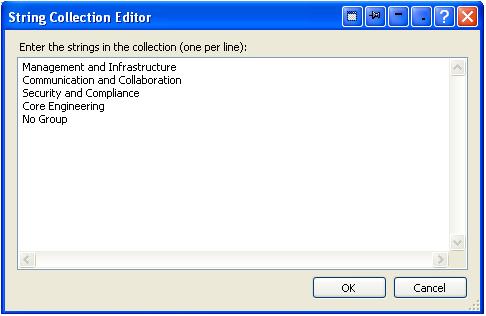 String Collection Editor
Enter the strings in the collection (one per line):
Management and Infrastructure
Communication and Collaboration
Security and Compliance
Core Engineering
No Group
OK
Cancel